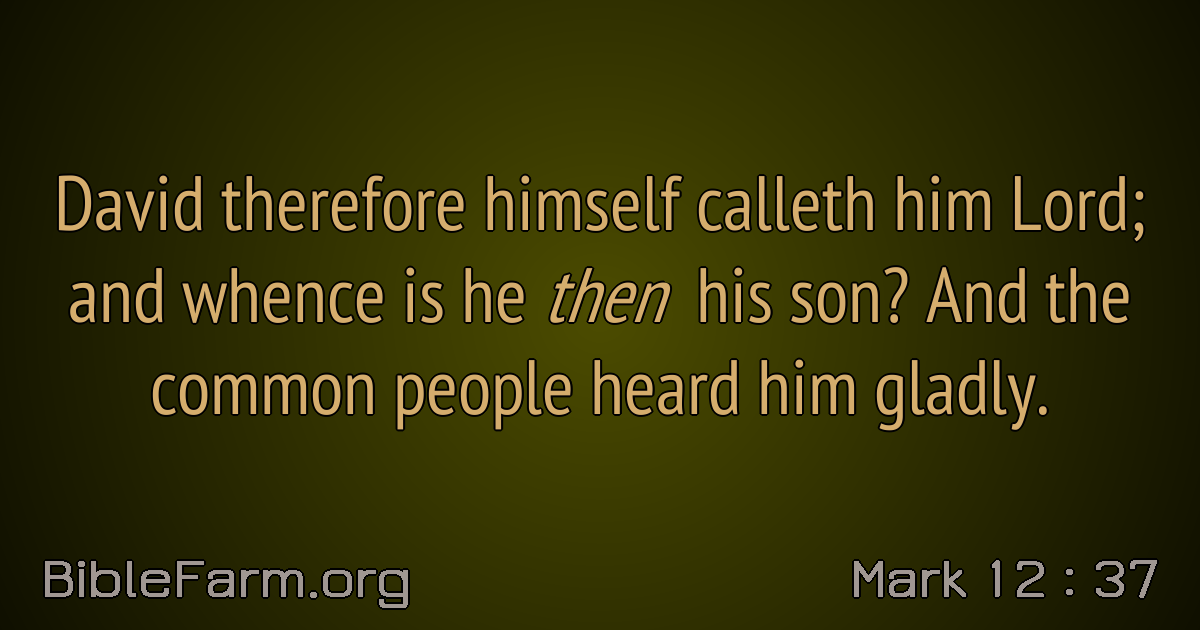 David therefore himself calleth him Lord;
and whence is he then his son? And the
common people heard him gladly.
BibleFarm.org
Mark 12 : 37